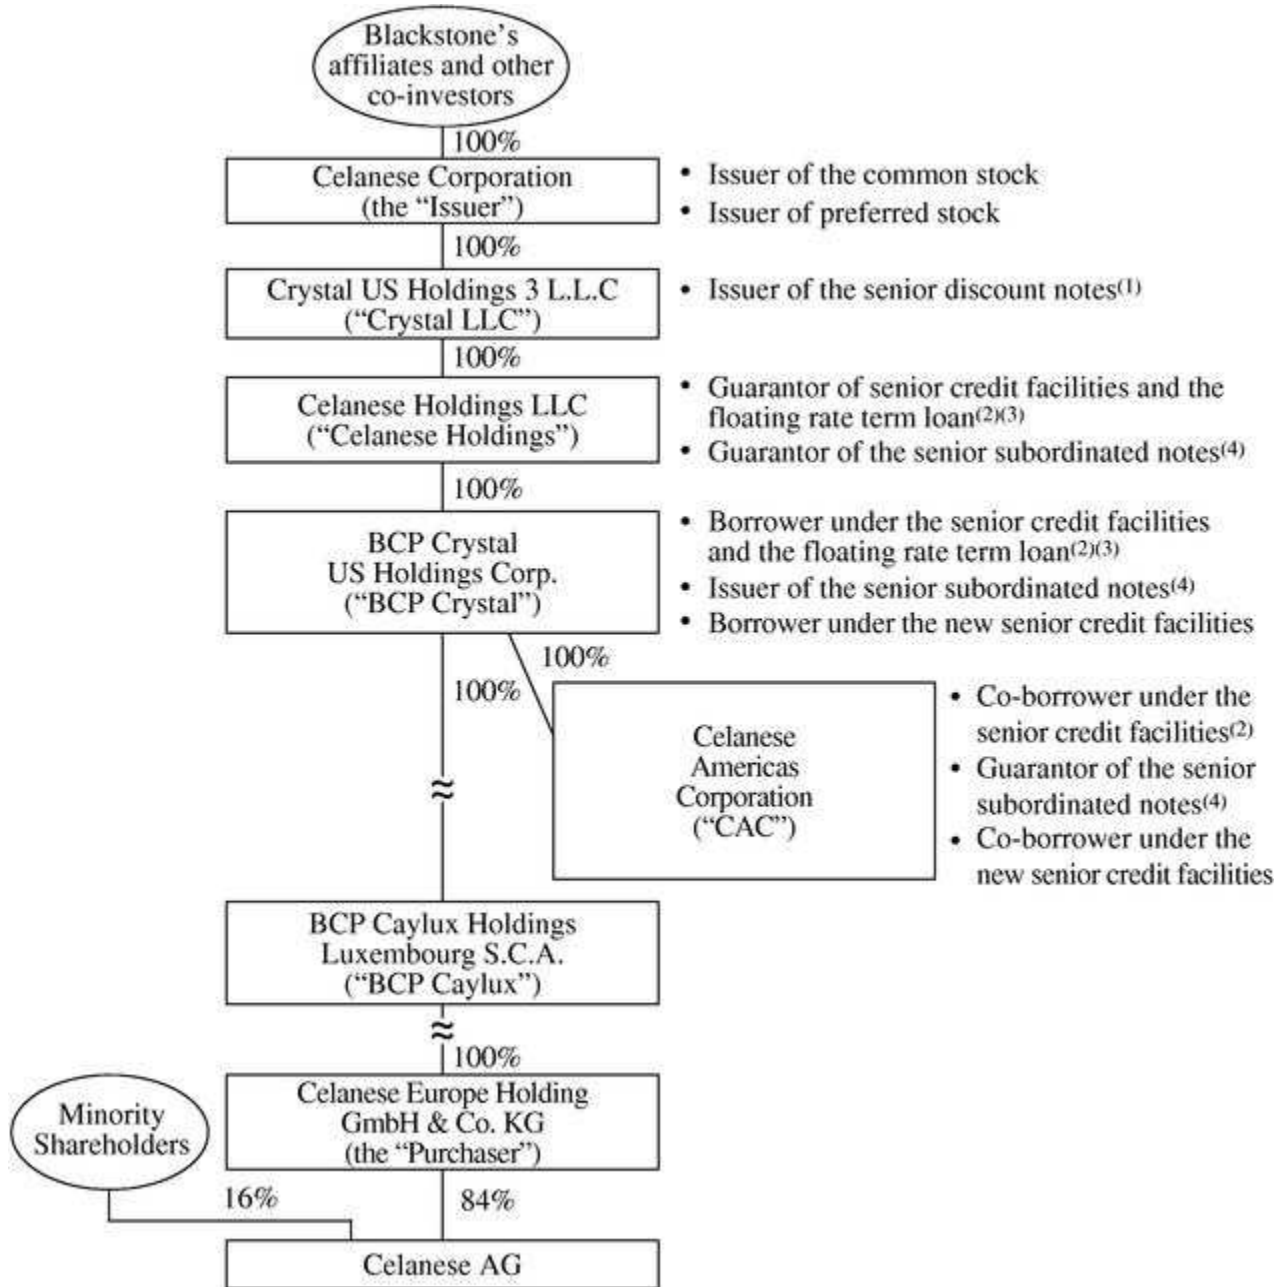 Blackstone’s
affiliates and other
co-investors
100%
Celanese Corporation
(the “Issuer”)
• Issuer of the common stock
• Issuer of preferred stock
100%
Crystal US Holdings 3 L.L.C
(“Crystal LLC”)
• Issuer of the senior discount notes(1)
100%
Celanese Holdings LLC
(“Celanese Holdings”)
• Guarantor of senior credit facilities and the
floating rate term loan(2)(3)
• Guarantor of the senior subordinated notes(4)
100%
BCP Crystal
US Holdings Corp.
(“BCP Crystal”)
• Borrower under the senior credit facilities
and the floating rate term loan(2)(3)
• Issuer of the senior subordinated notes(4)
• Borrower under the new senior credit facilities
100%
100%
Celanese
Americas
Corporation
(“CAC”)
• Co-borrower under the
senior credit facilities(2)
• Guarantor of the senior
subordinated notes(4)
• Co-borrower under the
new senior credit facilities
BCP Caylux Holdings
Luxembourg S.C.A.
(“BCP Caylux”)
100%
Celanese Europe Holding
GmbH & Co. KG
(the “Purchaser”)
Minority
Shareholders
16%
84%
Celanese AG